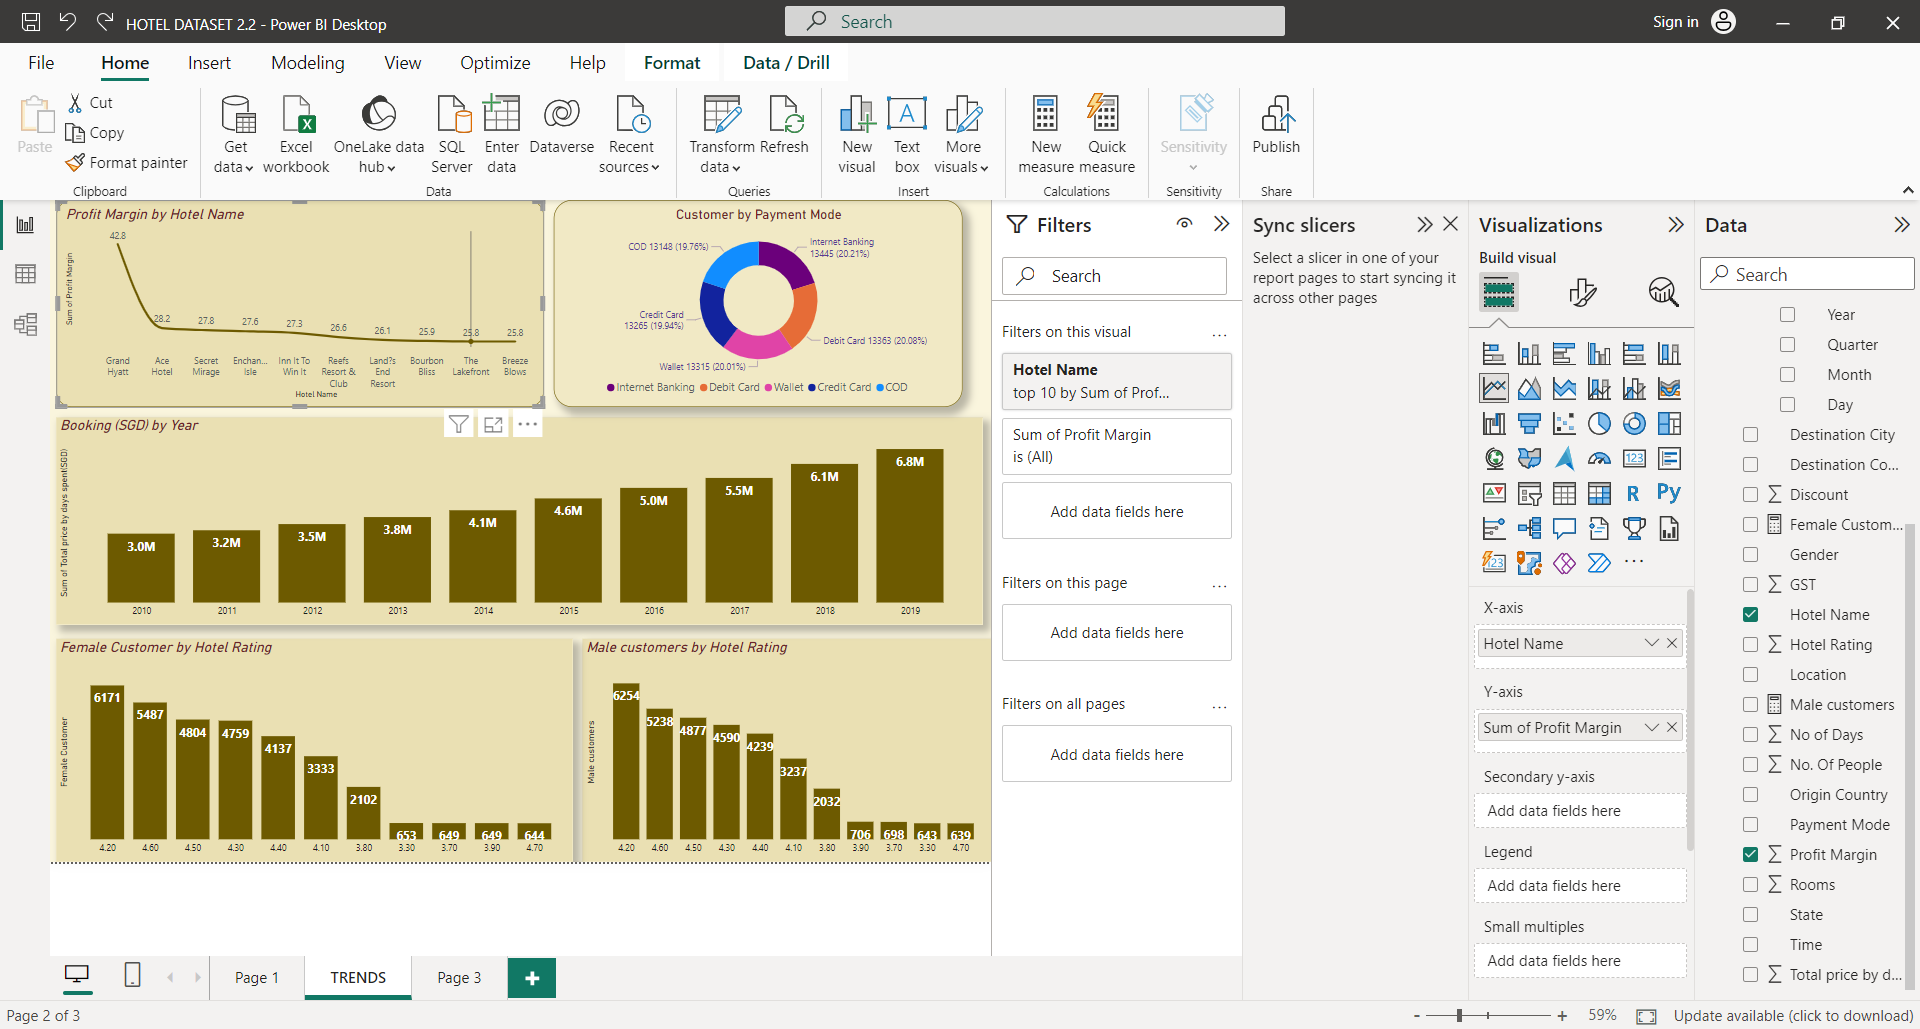 HOTEL DATASET 2.2 - Power BI Desktop
Search
Sign in
File
Home
Insert
Modeling
View
Optimize
Help
Format
Data / Drill
Paste
Cut
Copy
Format painter
Clipboard
Get
data
Excel
workbook
OneLake data
hub
SQL
Server
Enter
data
Dataverse
Recent
sources
Data
Transform
data
Refresh
Queries
New
visual
Text
box
More
visuals
Insert
New
measure
Quick
measure
Calculations
Sensitivity
Sensitivity
Publish
Share
Profit Margin by Hotel Name
Sum of Profit Margin
42.8
28.2
27.8
27.6
27.3
26.6
26.1
25.9
25.8
25.8
Grand
Hyatt
Ace
Hotel
Secret
Mirage
Enchan...
Isle
Inn It To
Win It
Reefs
Resort &
Club
Land?s
End
Resort
Bourbon
Bliss
The
Lakefront
Breeze
Blows
Hotel Name
Customer by Payment Mode
COD 13148 (19.76%)
Internet Banking
13445 (20.21%)
Credit Card
13265 (19.94%)
Debit Card 13363 (20.08%)
Wallet 13315 (20.01%)
Internet Banking
Debit Card
Wallet
Credit Card
COD
Booking (SGD) by Year
Sum of Total price by days spent(SGD)
3.0M
3.2M
3.5M
3.8M
4.1M
4.6M
5.0M
5.5M
6.1M
6.8M
2010
2011
2012
2013
2014
2015
2016
2017
2018
2019
Female Customer by Hotel Rating
Female Customer
6171
5487
4804
4759
4137
3333
2102
653
649
649
644
4.20
4.60
4.50
4.30
4.40
4.10
3.80
3.30
3.70
3.90
4.70
Male customers by Hotel Rating
Male customers
6254
5238
4877
4590
4239
3237
2032
706
698
643
639
4.20
4.60
4.50
4.30
4.40
4.10
3.80
3.90
3.70
3.30
4.70
Filters
Search
Filters on this visual
...
Hotel Name
top 10 by Sum of Prof...
Sum of Profit Margin
is (All)
Add data fields here
Filters on this page
...
Add data fields here
Filters on all pages
...
Add data fields here
Sync slicers
Select a slicer in one of your
report pages to start syncing it
across other pages
Visualizations
Build visual
123
R
Py
123
...
X-axis
Hotel Name
Y-axis
Sum of Profit Margin
Secondary y-axis
Add data fields here
Legend
Add data fields here
Small multiples
Add data fields here
Data
Search
Year
Quarter
Month
Day
Destination City
Destination Co...
Discount
Female Custom...
Gender
GST
Hotel Name
Hotel Rating
Location
Male customers
No of Days
No. Of People
Origin Country
Payment Mode
Profit Margin
Rooms
State
Time
Total price by d...
Page 1
TRENDS
Page 3
+
Page 2 of 3
- + 59%
Update available (click to download)